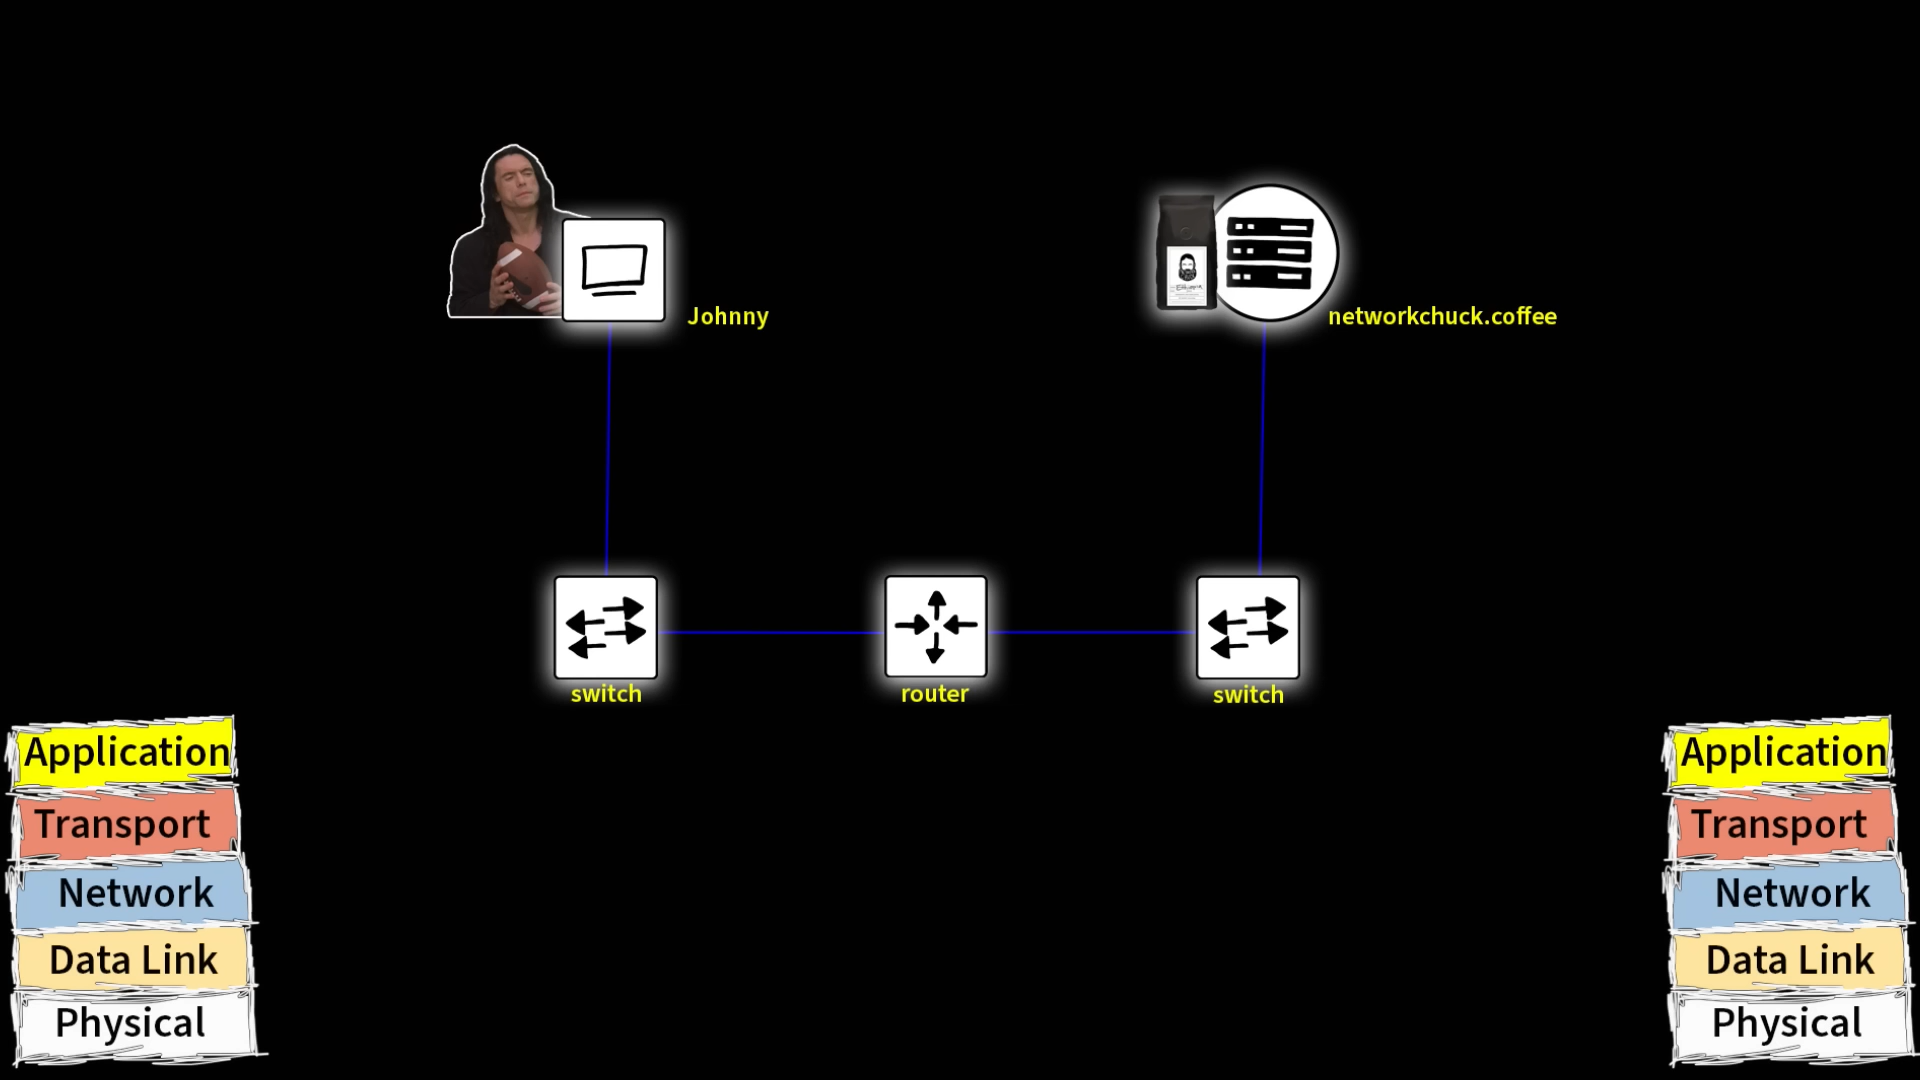 Johnny
networkchuck.coffee
switch
router
switch
Application
Transport
Network
Data Link
Physical
Application
Transport
Network
Data Link
Physical